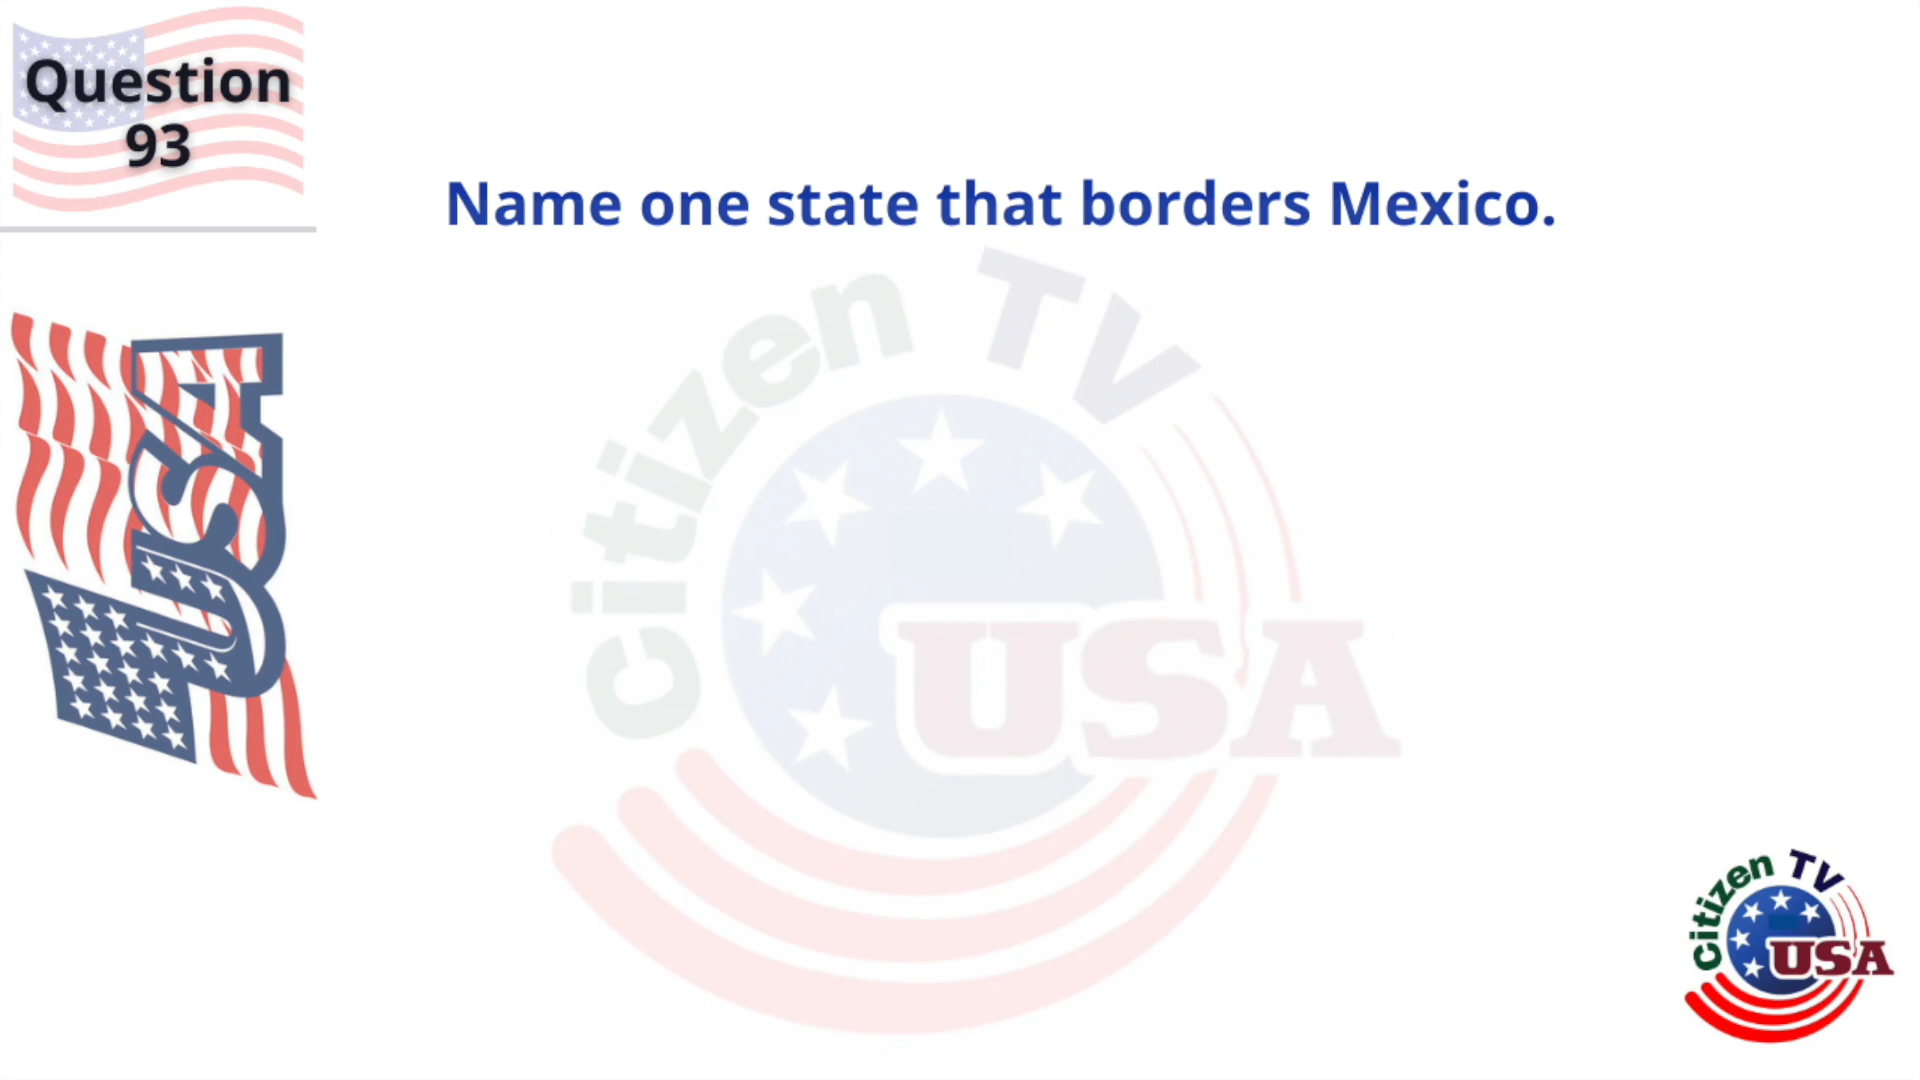 Question
93
Name one state that borders Mexico.
USA
Citizen TV
USA
Citizen TV
USA